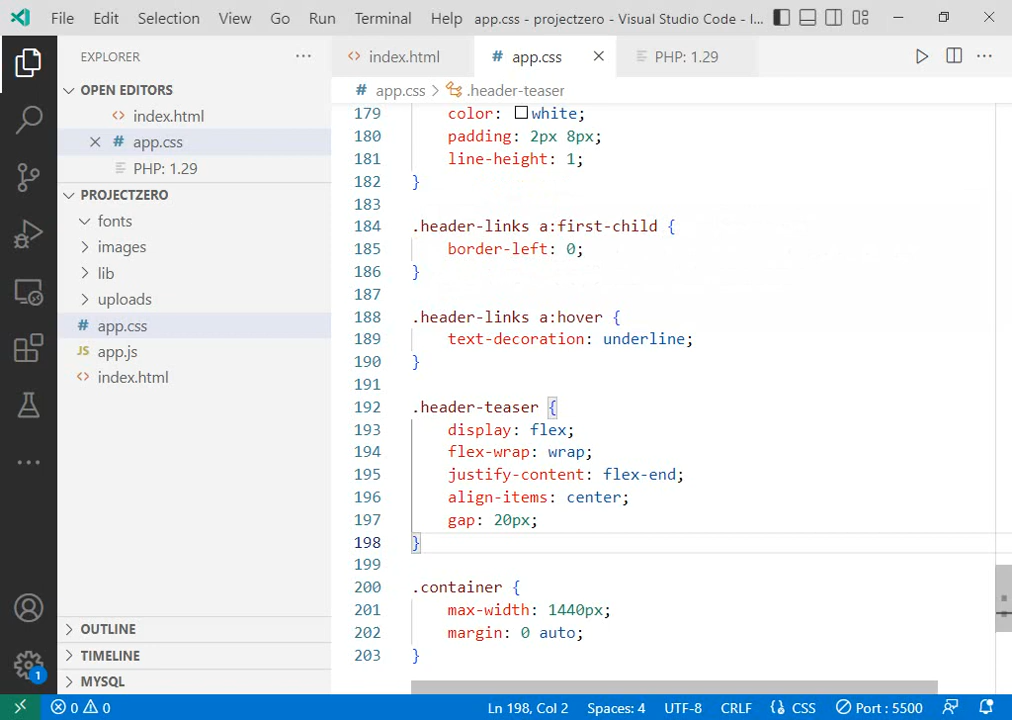 File Edit Selection View Go Run Terminal Help app.css - projectzero - Visual Studio Code - I...
EXPLORER
OPEN EDITORS
index.html
app.css
PHP: 1.29
PROJECTZERO
fonts
images
lib
uploads
app.css
JS app.js
index.html
OUTLINE
TIMELINE
MYSQL
1
index.html # app.css PHP: 1.29
# app.css > .header-teaser
179 color: white;
180 padding: 2px 8px;
181 line-height: 1;
182 }
183
184 .header-links a:first-child {
185 border-left: 0;
186 }
187
188 .header-links a:hover {
189 text-decoration: underline;
190 }
191
192 .header-teaser {
193 display: flex;
194 flex-wrap: wrap;
195 justify-content: flex-end;
196 align-items: center;
197 gap: 20px;
198 }
199
200 .container {
201 max-width: 1440px;
202 margin: 0 auto;
203 }
0 0 Ln 198, Col 2 Spaces: 4 UTF-8 CRLF {} CSS Port : 5500